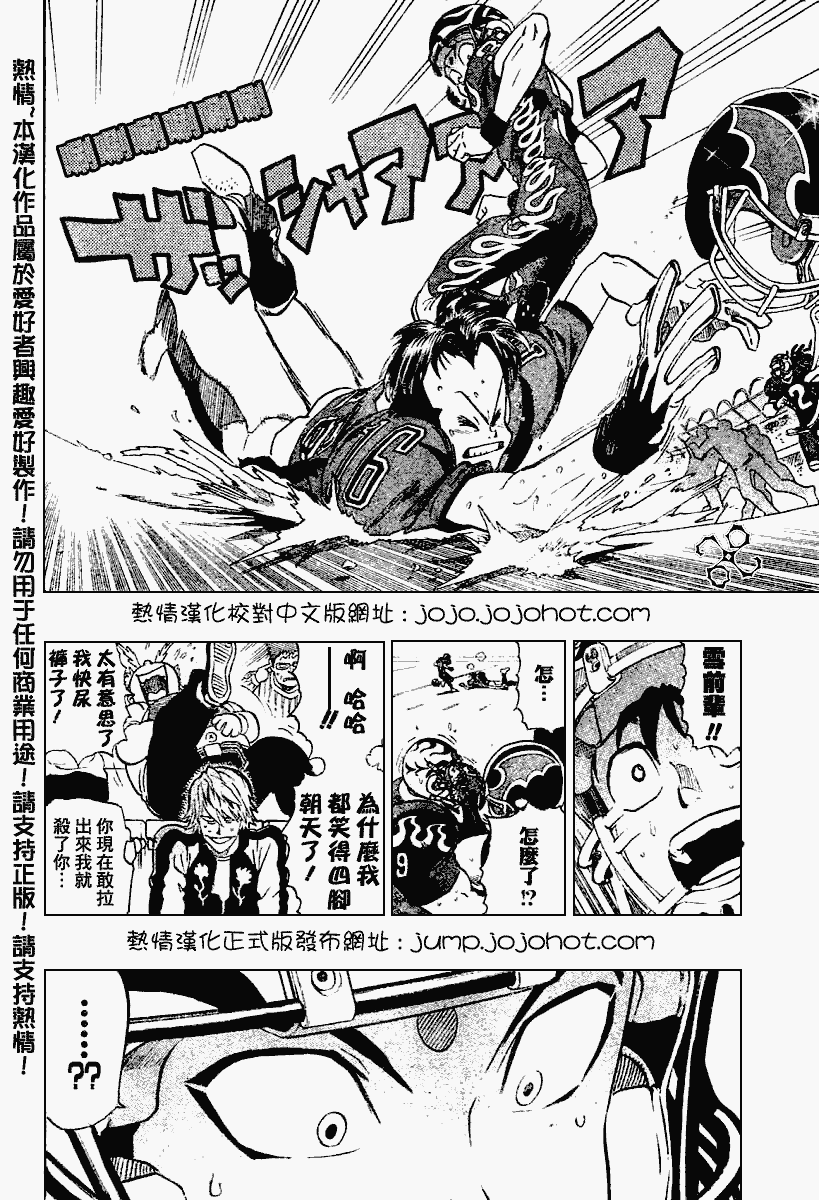 熱情~本漢化作品屬於愛好者興趣愛好製作！請勿用于任何商業用途！請支持正版！請支持熱情！
ザッシャアアアア
熱情漢化校對中文版網址：jojo.jojohot.com
雲前輩!!
怎…
怎麼了!?
啊哈哈
!!
為什麼我
都笑得四腳
朝天了！
太有意思了
我快尿
褲子了！
你現在敢拉
出來我就
殺了你…
9
16
2
熱情漢化正式版發布網址：jump.jojohot.com
……??